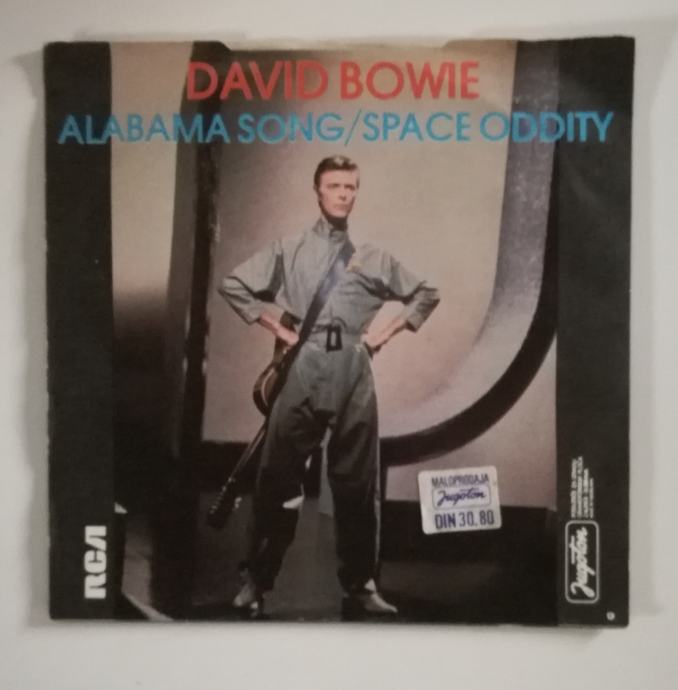 DAVID BOWIE
ALABAMA SONG/SPACE ODDITY
MALOPRODAJA
Jugoton
DIN 30.80
RCA
Jugoton